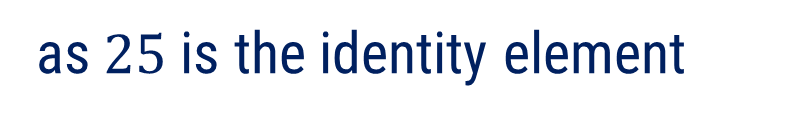 as 25 is the identity element